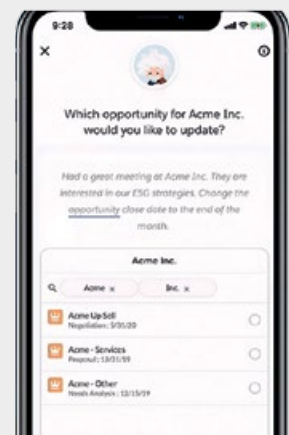 9:28
Which opportunity for Acme Inc.
would you like to update?
Had a great meeting at Acme Inc. They are
interested in our ESG strategies. Change the
opportunity close date to the end of the
month.
Acme Inc.
Acme x
Inc. x
Acme Up Sell
Negotiation; 5/31/20
Acme - Services
Proposal; 12/31/59
Acme - Other
Needs Analysis; 12/15/59